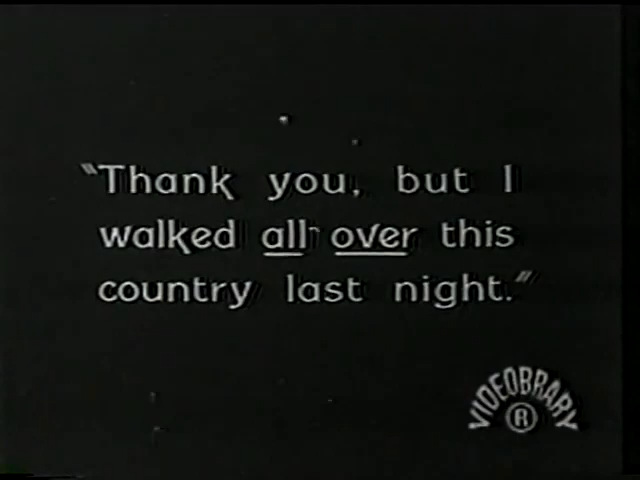 "Thank you, but I
walked all over this
country last night."
VIDEOBRARY
®